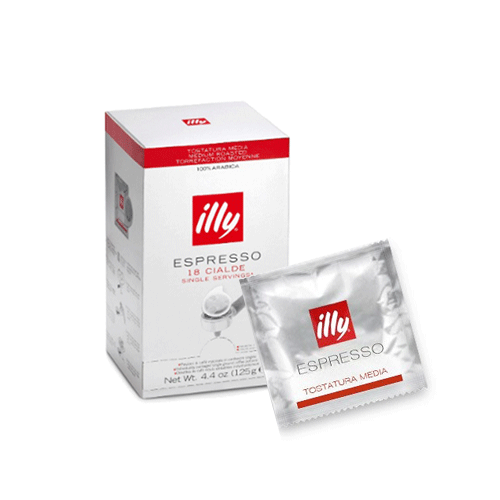 illy
TOSTATURA MEDIA
MEDIUM ROASTED
TORREFACTION MOYENNE
100% ARABICA
illy
ESPRESSO
18 CIALDE
SINGLE SERVINGS
Net Wt. 4.4 oz (125g
illy
ESPRESSO
TOSTATURA MEDIA